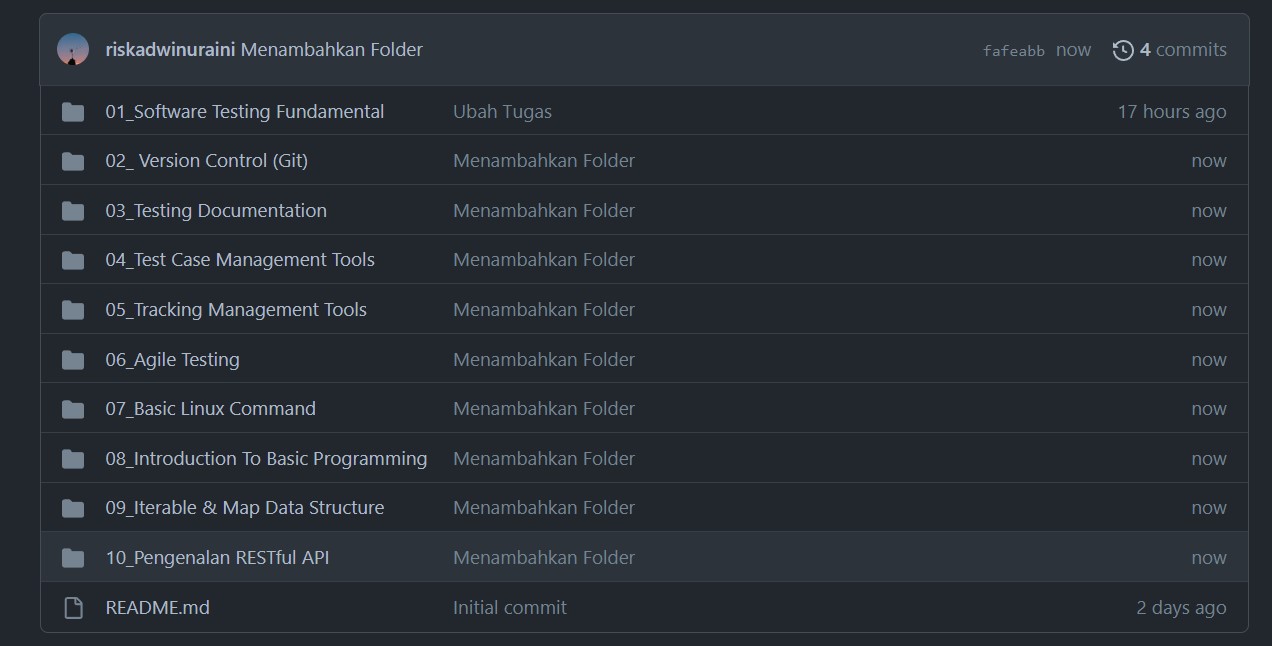 riskadwinuraini Menambahkan Folder fafeabb now 4 commits
01_Software Testing Fundamental Ubah Tugas 17 hours ago
02_ Version Control (Git) Menambahkan Folder now
03_Testing Documentation Menambahkan Folder now
04_Test Case Management Tools Menambahkan Folder now
05_Tracking Management Tools Menambahkan Folder now
06_Agile Testing Menambahkan Folder now
07_Basic Linux Command Menambahkan Folder now
08_Introduction To Basic Programming Menambahkan Folder now
09_Iterable & Map Data Structure Menambahkan Folder now
10_Pengenalan RESTful API Menambahkan Folder now
README.md Initial commit 2 days ago